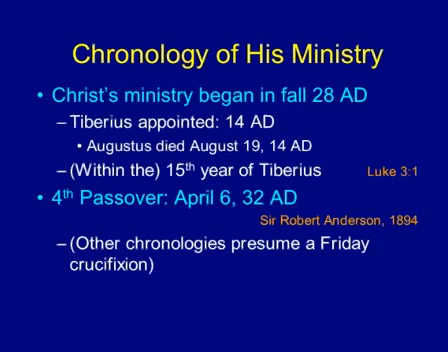 Chronology of His Ministry
• Christ's ministry began in fall 28 AD
– Tiberius appointed: 14 AD
• Augustus died August 19, 14 AD
– (Within the) 15th year of Tiberius Luke 3:1
• 4th Passover: April 6, 32 AD
Sir Robert Anderson, 1894
– (Other chronologies presume a Friday
crucifixion)